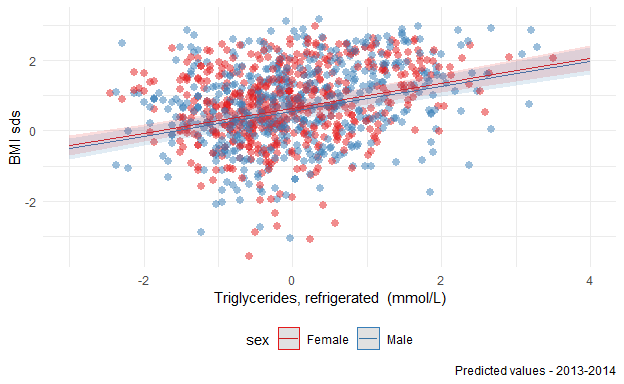 2
0
-2
BMI sds
-2
0
2
4
Triglycerides, refrigerated  (mmol/L)
sex Female Male
Predicted values - 2013-2014